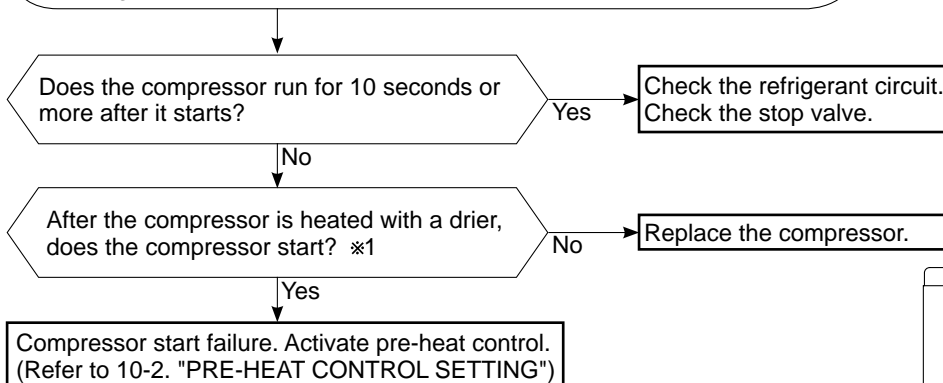 Does the compressor run for 10 seconds or
more after it starts?
Yes
Check the refrigerant circuit.
Check the stop valve.
No
After the compressor is heated with a drier,
does the compressor start? ※1
No
Replace the compressor.
Yes
Compressor start failure. Activate pre-heat control.
(Refer to 10-2. "PRE-HEAT CONTROL SETTING")